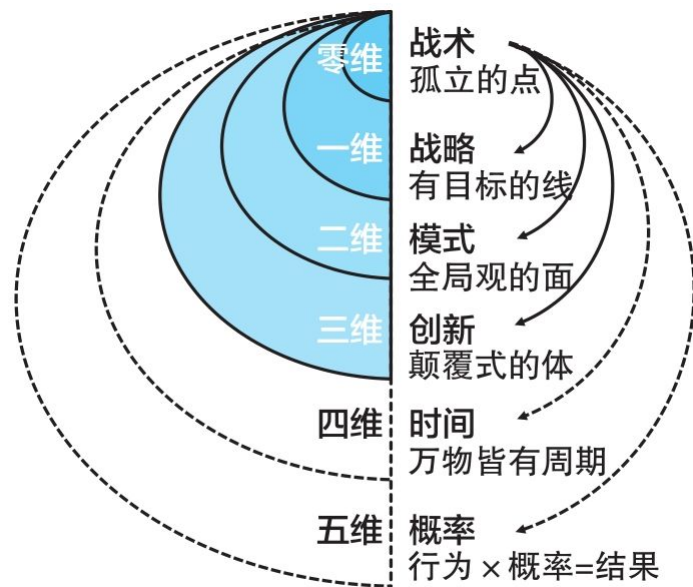 零维 战术
孤立的点
一维 战略
有目标的线
二维 模式
全局观的面
三维 创新
颠覆式的体
四维 时间
万物皆有周期
五维 概率
行为×概率=结果